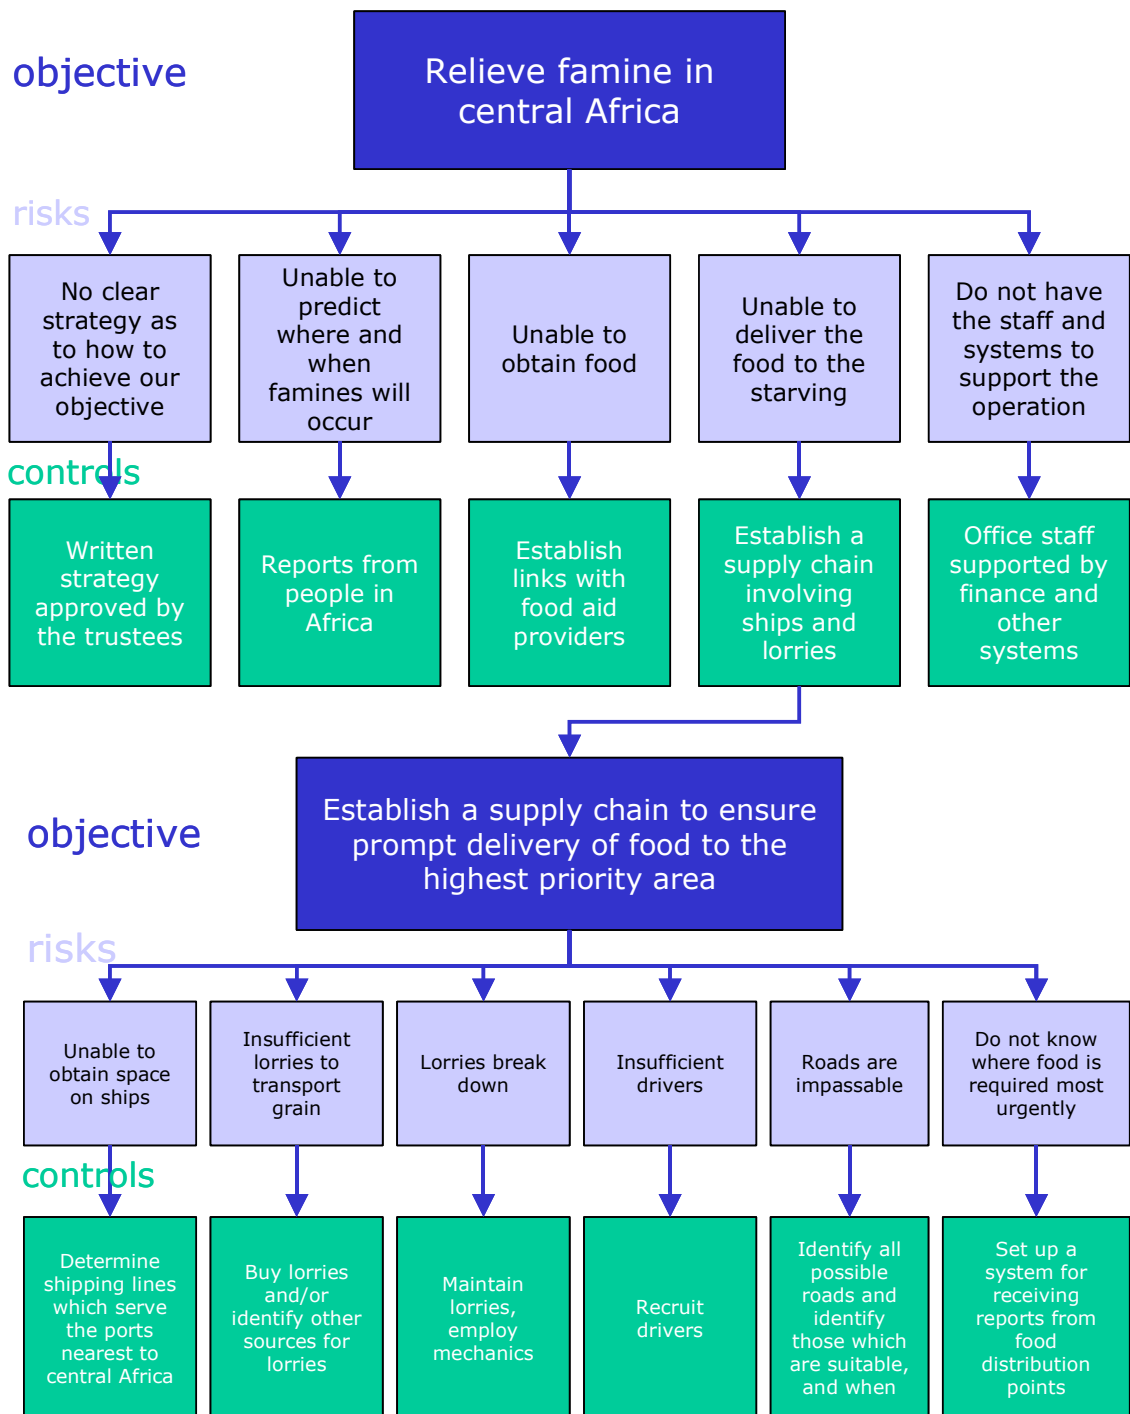 objective
Relieve famine in
central Africa
risks
No clear
strategy as
to how to
achieve our
objective
Unable to
predict
where and
when
famines will
occur
Unable to
obtain food
Unable to
deliver the
food to the
starving
Do not have
the staff and
systems to
support the
operation
controls
Written
strategy
approved by
the trustees
Reports from
people in
Africa
Establish
links with
food aid
providers
Establish a
supply chain
involving
ships and
lorries
Office staff
supported by
finance and
other
systems
objective
Establish a supply chain to ensure
prompt delivery of food to the
highest priority area
risks
Unable to
obtain space
on ships
Insufficient
lorries to
transport
grain
Lorries break
down
Insufficient
drivers
Roads are
impassable
Do not know
where food is
required most
urgently
controls
Determine
shipping lines
which serve
the ports
nearest to
central Africa
Buy lorries
and/or
identify other
sources for
lorries
Maintain
lorries,
employ
mechanics
Recruit
drivers
Identify all
possible
roads and
identify
those which
are suitable,
and when
Set up a
system for
receiving
reports from
food
distribution
points